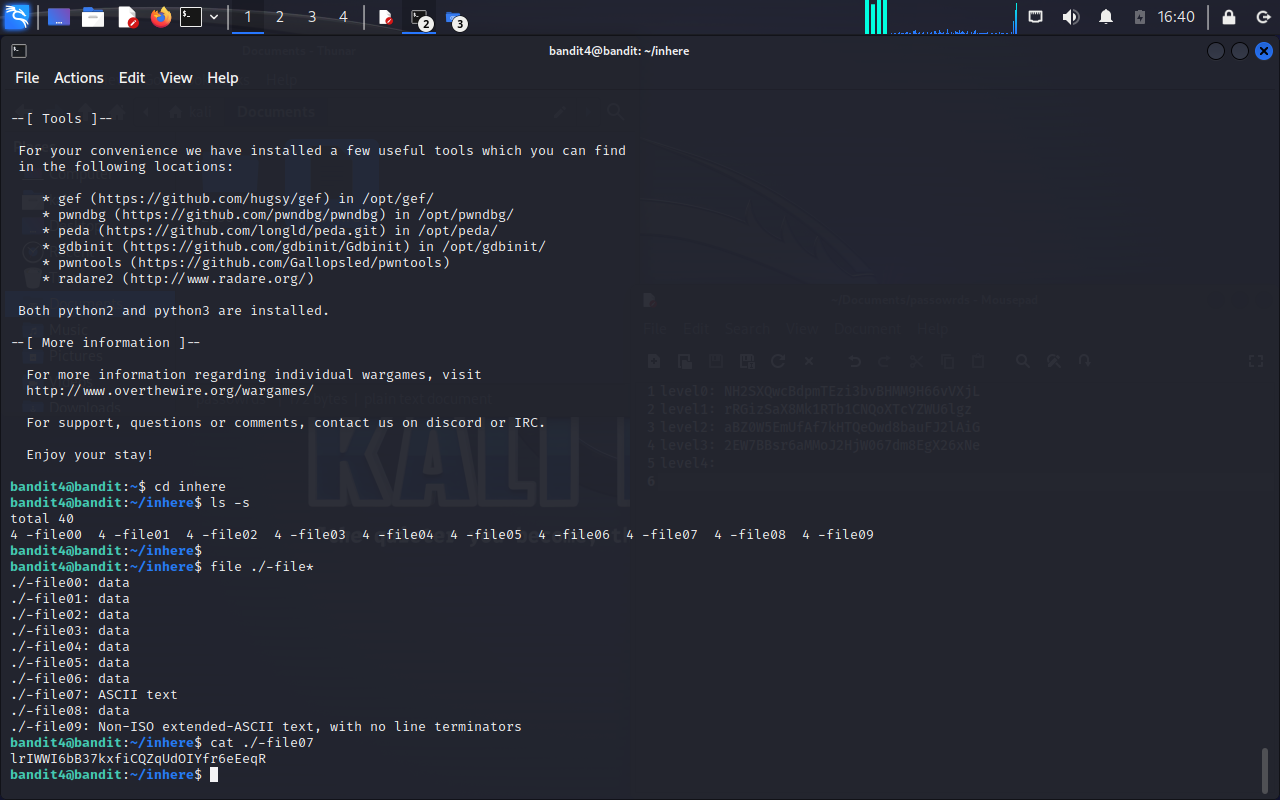 1 2 3 4 2 3 16:40
bandit4@bandit: ~/inhere
File Actions Edit View Help
--[ Tools ]--
For your convenience we have installed a few useful tools which you can find
in the following locations:
* gef (https://github.com/hugsy/gef) in /opt/gef/
* pwndbg (https://github.com/pwndbg/pwndbg) in /opt/pwndbg/
* peda (https://github.com/longld/peda.git) in /opt/peda/
* gdbinit (https://github.com/gdbinit/Gdbinit) in /opt/gdbinit/
* pwntools (https://github.com/Gallopsled/pwntools)
* radare2 (http://www.radare.org/)
Both python2 and python3 are installed.
--[ More information ]--
For more information regarding individual wargames, visit
http://www.overthewire.org/wargames/
For support, questions or comments, contact us on discord or IRC.
Enjoy your stay!
bandit4@bandit:~$ cd inhere
bandit4@bandit:~/inhere$ ls -s
total 40
4 -file00  4 -file01  4 -file02  4 -file03  4 -file04  4 -file05  4 -file06  4 -file07  4 -file08  4 -file09
bandit4@bandit:~/inhere$
bandit4@bandit:~/inhere$ file ./-file*
./-file00: data
./-file01: data
./-file02: data
./-file03: data
./-file04: data
./-file05: data
./-file06: data
./-file07: ASCII text
./-file08: data
./-file09: Non-ISO extended-ASCII text, with no line terminators
bandit4@bandit:~/inhere$ cat ./-file07
lrIWWI6bB37kxfiCQZqUdOIYfr6eEeqR
bandit4@bandit:~/inhere$
File Edit Search View Document Help
1 level0:
2 level1:
3 level2:
4 level3:
5 level4:
6
KALI